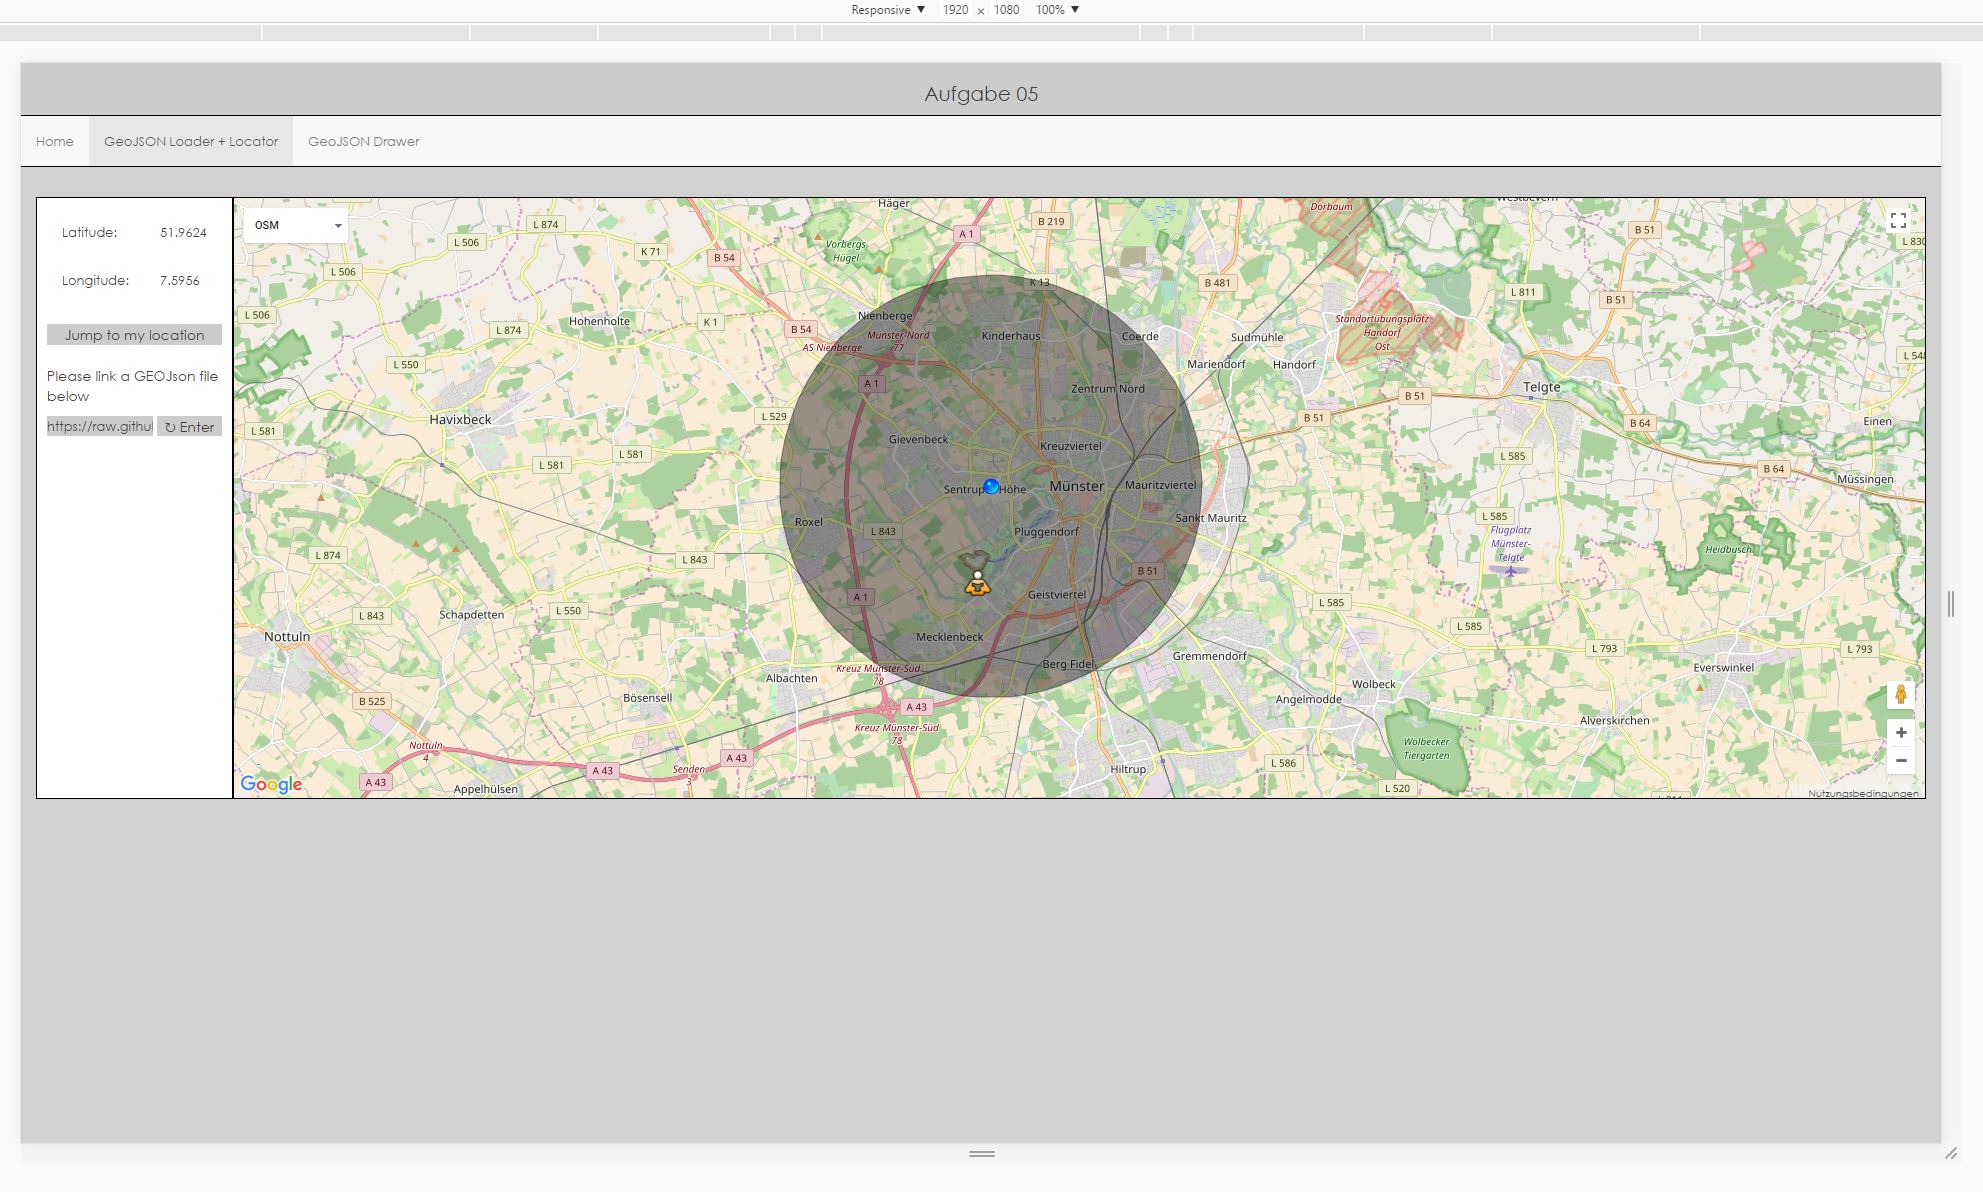 Responsive ▼ 1920 × 1080 100% ▼
Aufgabe 05
Home GeoJSON Loader + Locator GeoJSON Drawer
Latitude: 51.9624
Longitude: 7.5956
Jump to my location
Please link a GEOJson file
below
https://raw.githu ↻ Enter
OSM
Häger
B 219
Westbevern
Dorbaum
L 874
A 1
B 51
L 506
Vorbergs
Hügel
L 830
K 71
B 54
L 506
K 13
B 481
L 811
B 51
L 506
Hohenholte
K 1
Nienberge
Standortübungsplatz
Handorf
Ost
L 874
B 54
Münster-Nord
77
AS Nienberge
Kinderhaus
Coerde
Sudmühle
L 550
Mariendorf
Handorf
L 548
A 1
Zentrum Nord
Telgte
B 51
Havixbeck
L 529
B 51
B 64
Einen
L 581
Gievenbeck
Kreuzviertel
L 581
L 581
L 585
B 64
Sentruper Höhe
Münster
Mauritzviertel
Müssingen
Roxel
Sankt Mauritz
L 585
L 843
Pluggendorf
Flugplatz
Münster-
Telgte
L 874
L 843
Heidbusch
B 51
A 1
Geistviertel
L 585
L 843
Schapdetten
L 550
L 585
Nottuln
Mecklenbeck
L 793
L 793
Kreuz Münster-Süd
78
Berg Fidel
Gremmendorf
Everswinkel
Albachten
Wolbeck
Bösensell
Angelmodde
B 525
A 43
Alverskirchen
Kreuz Münster-Süd
78
Nottuln
4
Wolbecker
Tiergarten
A 43
L 586
Senden
3
A 43
Hiltrup
A 43
Appelhülsen
L 520
Google
L 811
Nutzungsbedingungen